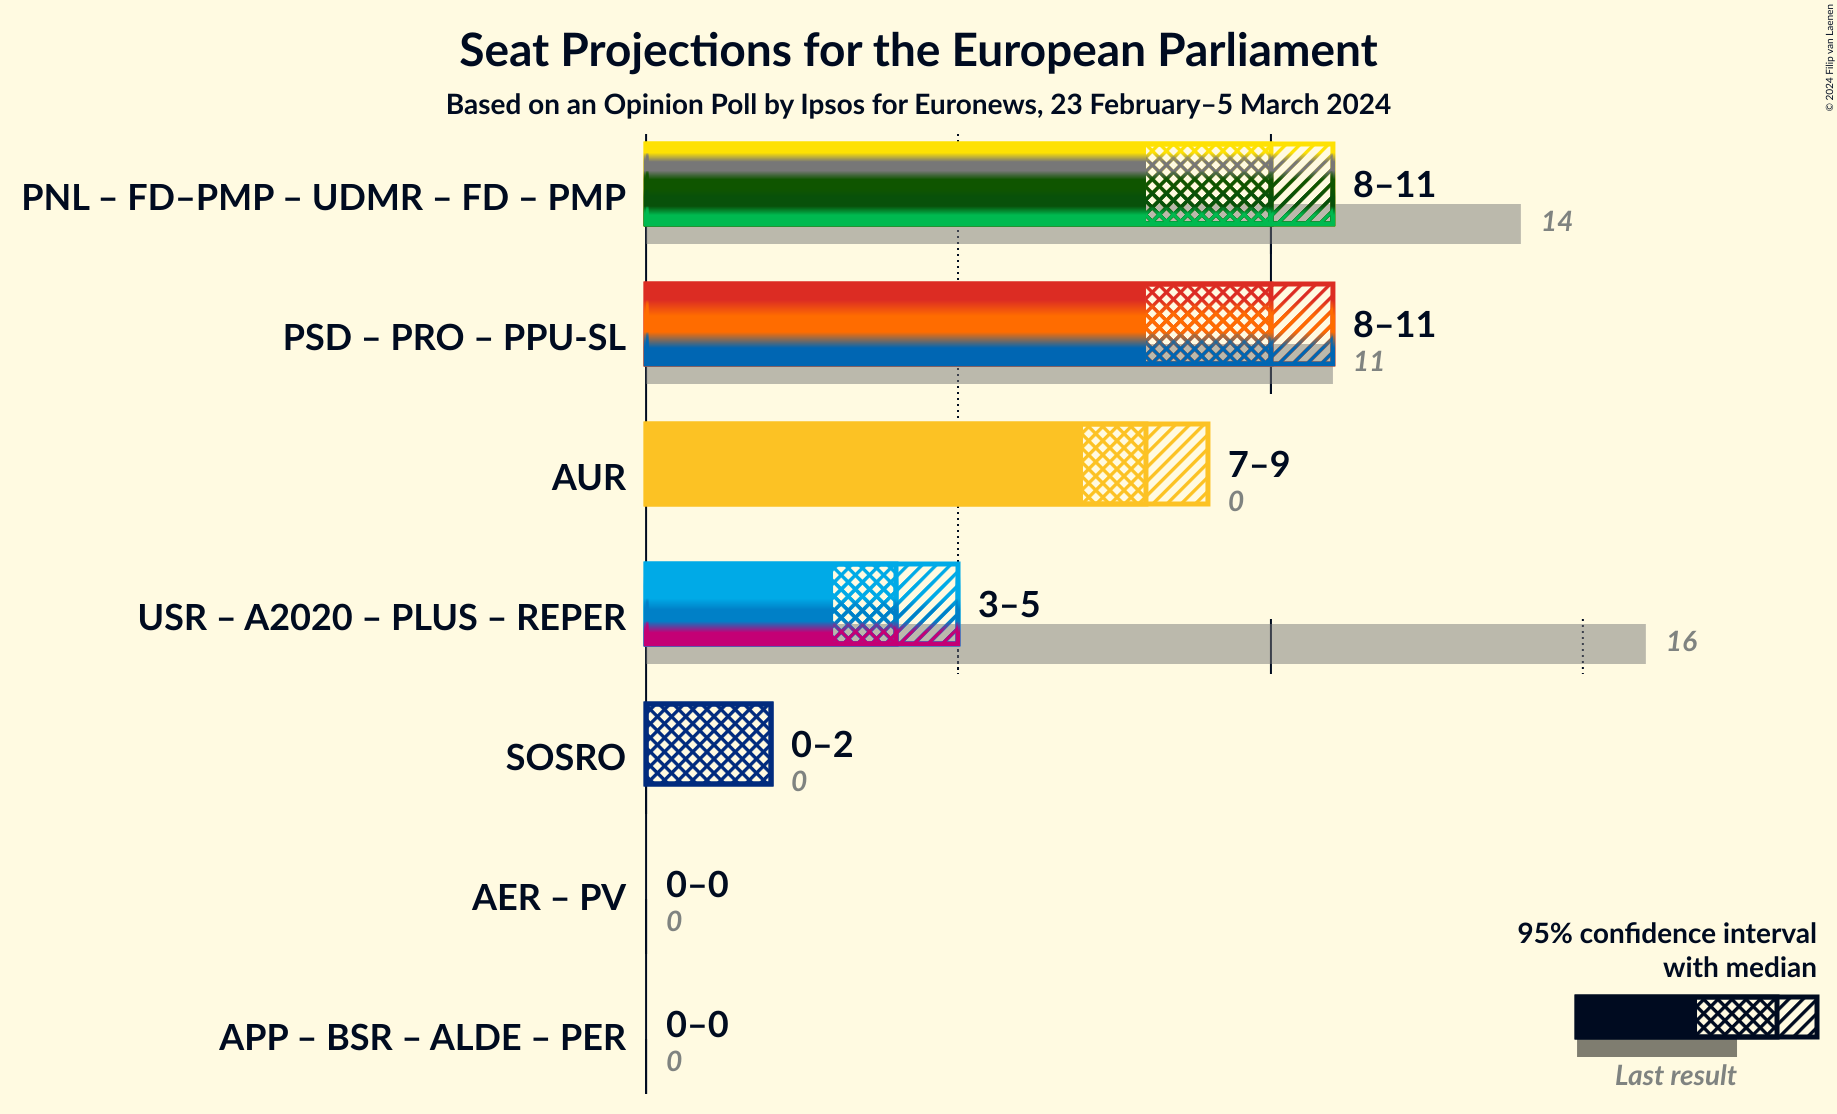 Seat Projections for the European Parliament
Based on an Opinion Poll by Ipsos for Euronews, 23 February–5 March 2024
© 2024 Filip van Laenen
PNL – FD–PMP – UDMR – FD – PMP
8–11
14
PSD – PRO – PPU-SL
8–11
11
AUR
7–9
0
USR – A2020 – PLUS – REPER
3–5
16
SOSRO
0–2
0
AER – PV
0–0
0
APP – BSR – ALDE – PER
0–0
0
95% confidence interval
with median
Last result